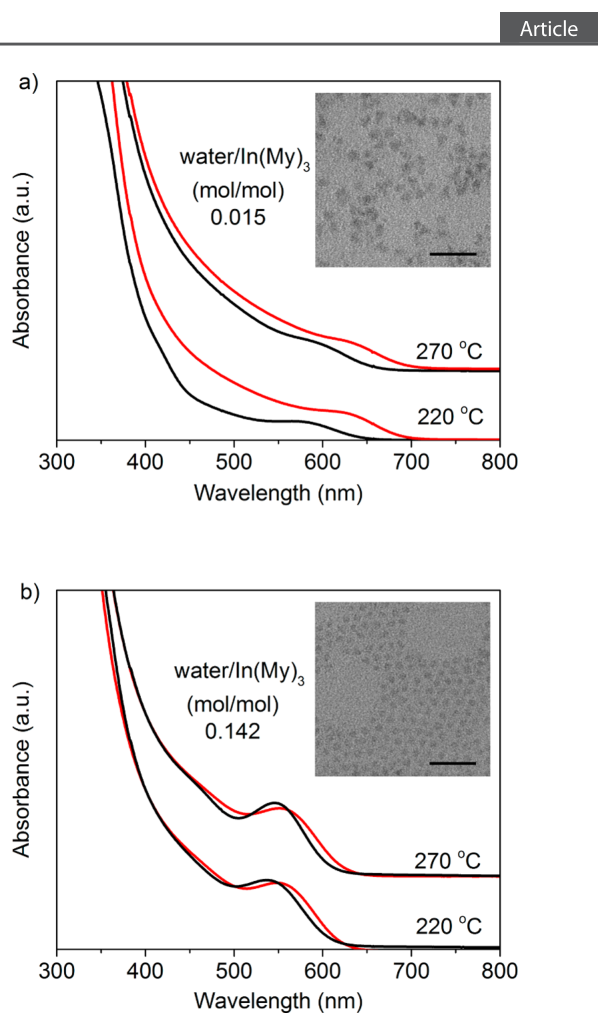 Article
a)
Absorbance (a.u.)
water/In(My)₃
(mol/mol)
0.015
270 °C
220 °C
300 400 500 600 700 800
Wavelength (nm)
b)
Absorbance (a.u.)
water/In(My)₃
(mol/mol)
0.142
270 °C
220 °C
300 400 500 600 700 800
Wavelength (nm)